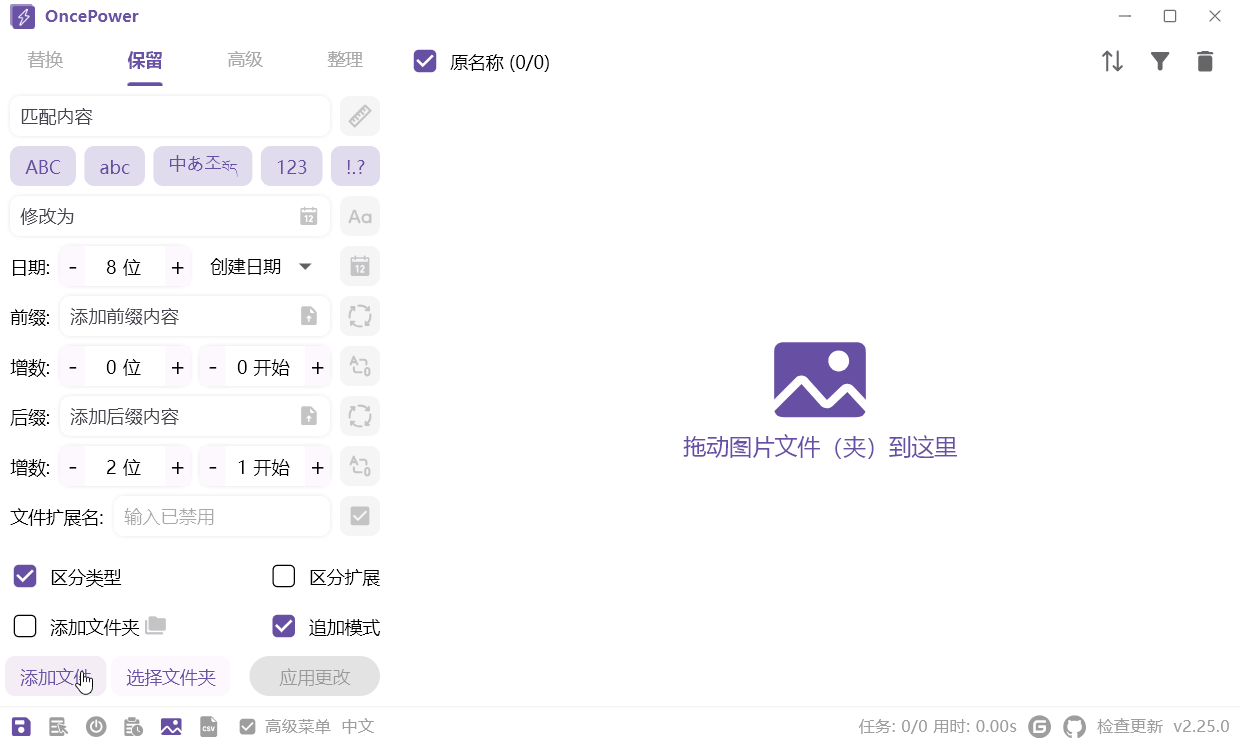 OncePower
替换 保留 高级 整理
原名称 (0/0)
匹配内容
ABC abc 中あ조 123 !.?
修改为 12 Aa
日期: - 8 位 + 创建日期 12
前缀: 添加前缀内容
增数: - 0 位 + - 0 开始 + A 0
后缀: 添加后缀内容
增数: - 2 位 + - 1 开始 + A 0
文件扩展名: 输入已禁用
区分类型 区分扩展
添加文件夹 追加模式
添加文件 选择文件夹 应用更改
拖动图片文件（夹）到这里
CSV 高级菜单 中文
任务: 0/0 用时: 0.00s 检查更新 v2.25.0